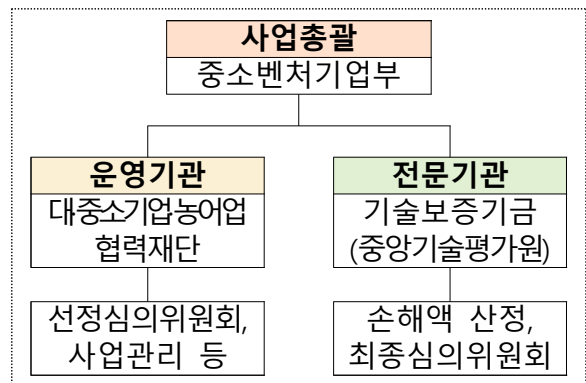 사업총괄
중소벤처기업부
운영기관
대중소기업농어업
협력재단
전문기관
기술보증기금
(중앙기술평가원)
선정심의위원회,
사업관리 등
손해액 산정,
최종심의위원회